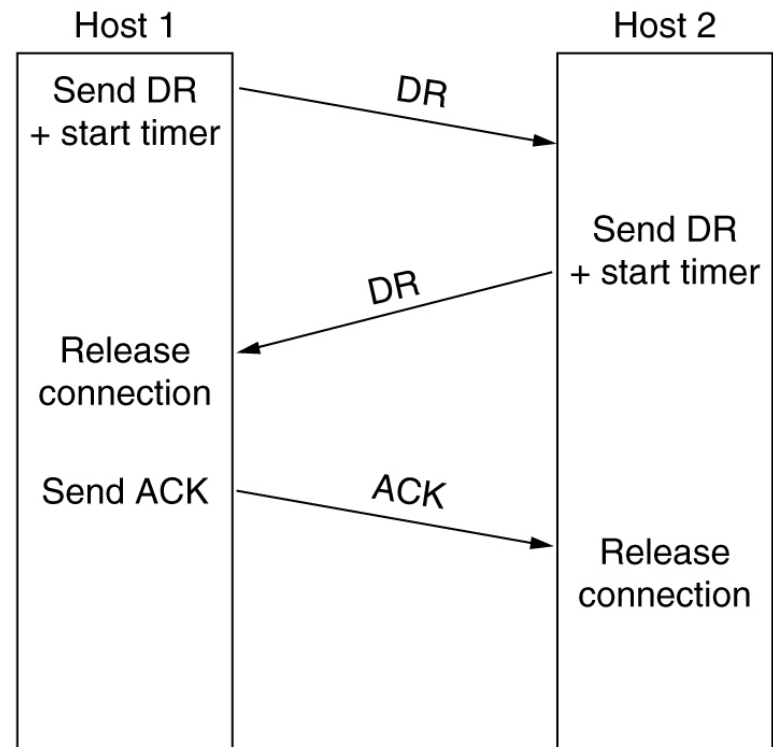 Host 1
Host 2
Send DR
+ start timer
DR
Send DR
+ start timer
DR
Release
connection
Send ACK
ACK
Release
connection